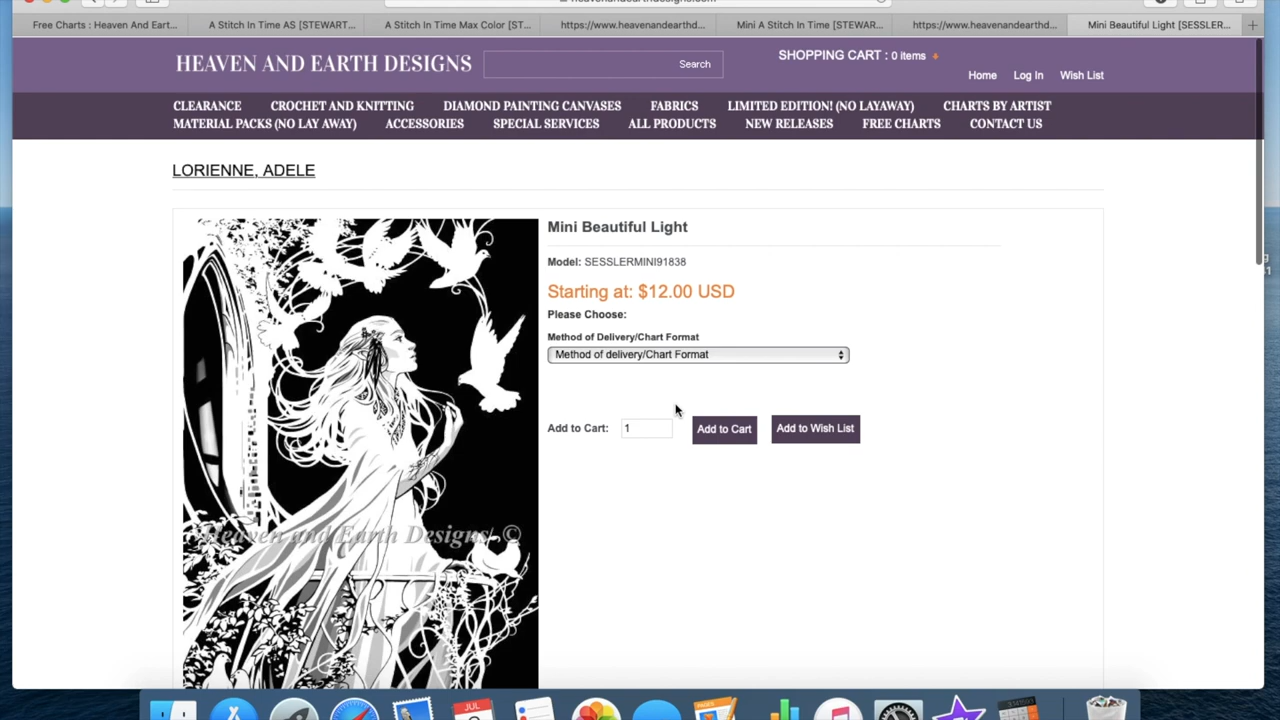 heavenandearthdesigns.com
Free Charts : Heaven And Eart...
A Stitch In Time AS [STEWART...
A Stitch In Time Max Color [ST...
https://www.heavenandearthd...
Mini A Stitch In Time [STEWAR...
https://www.heavenandearthd...
Mini Beautiful Light [SESSLER...
HEAVEN AND EARTH DESIGNS
Search
SHOPPING CART : 0 items
Home Log In Wish List
CLEARANCE CROCHET AND KNITTING DIAMOND PAINTING CANVASES FABRICS LIMITED EDITION! (NO LAYAWAY) CHARTS BY ARTIST
MATERIAL PACKS (NO LAY AWAY) ACCESSORIES SPECIAL SERVICES ALL PRODUCTS NEW RELEASES FREE CHARTS CONTACT US
LORIENNE, ADELE
Mini Beautiful Light
Model: SESSLERMINI91838
Starting at: $12.00 USD
Please Choose:
Method of Delivery/Chart Format
Method of delivery/Chart Format
Add to Cart: 1 Add to Cart Add to Wish List
Heaven and Earth Designs ©
JUL
PAGES